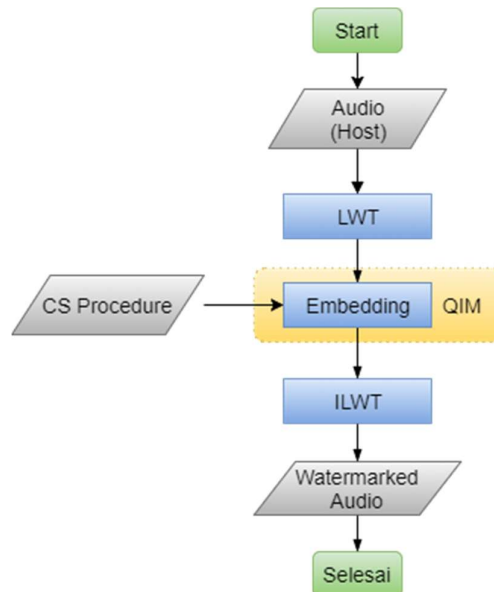 Start
Audio
(Host)
LWT
CS Procedure
Embedding
QIM
ILWT
Watermarked
Audio
Selesai